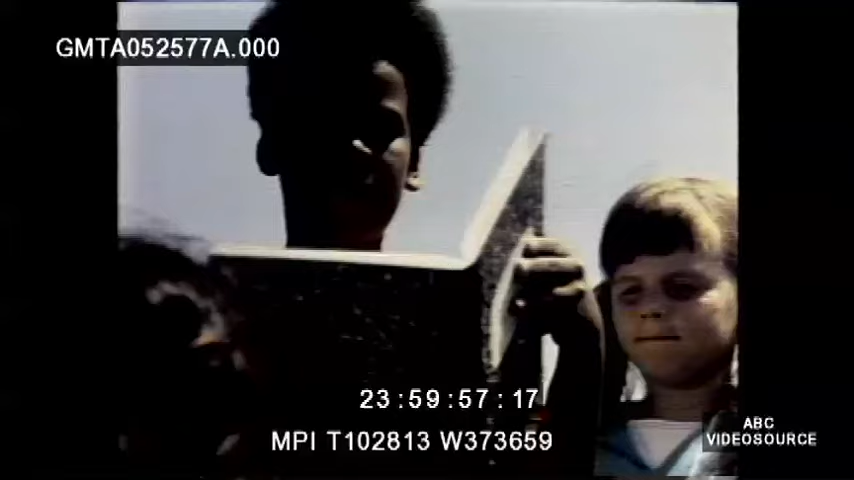 GMTA052577A.000
23:59:57:17
MPI T102813 W373659
ABC
VIDEOSOURCE